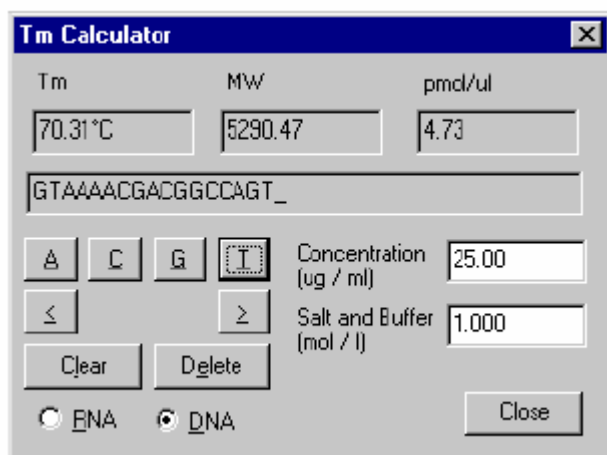 Tm Calculator
Tm MW pmol/ul
70.31°C 5290.47 4.73
GTAAAACGACGGCCAGT_
A C G T Concentration (ug / ml) 25.00
< > Salt and Buffer (mol / l) 1.000
Clear Delete
RNA DNA Close